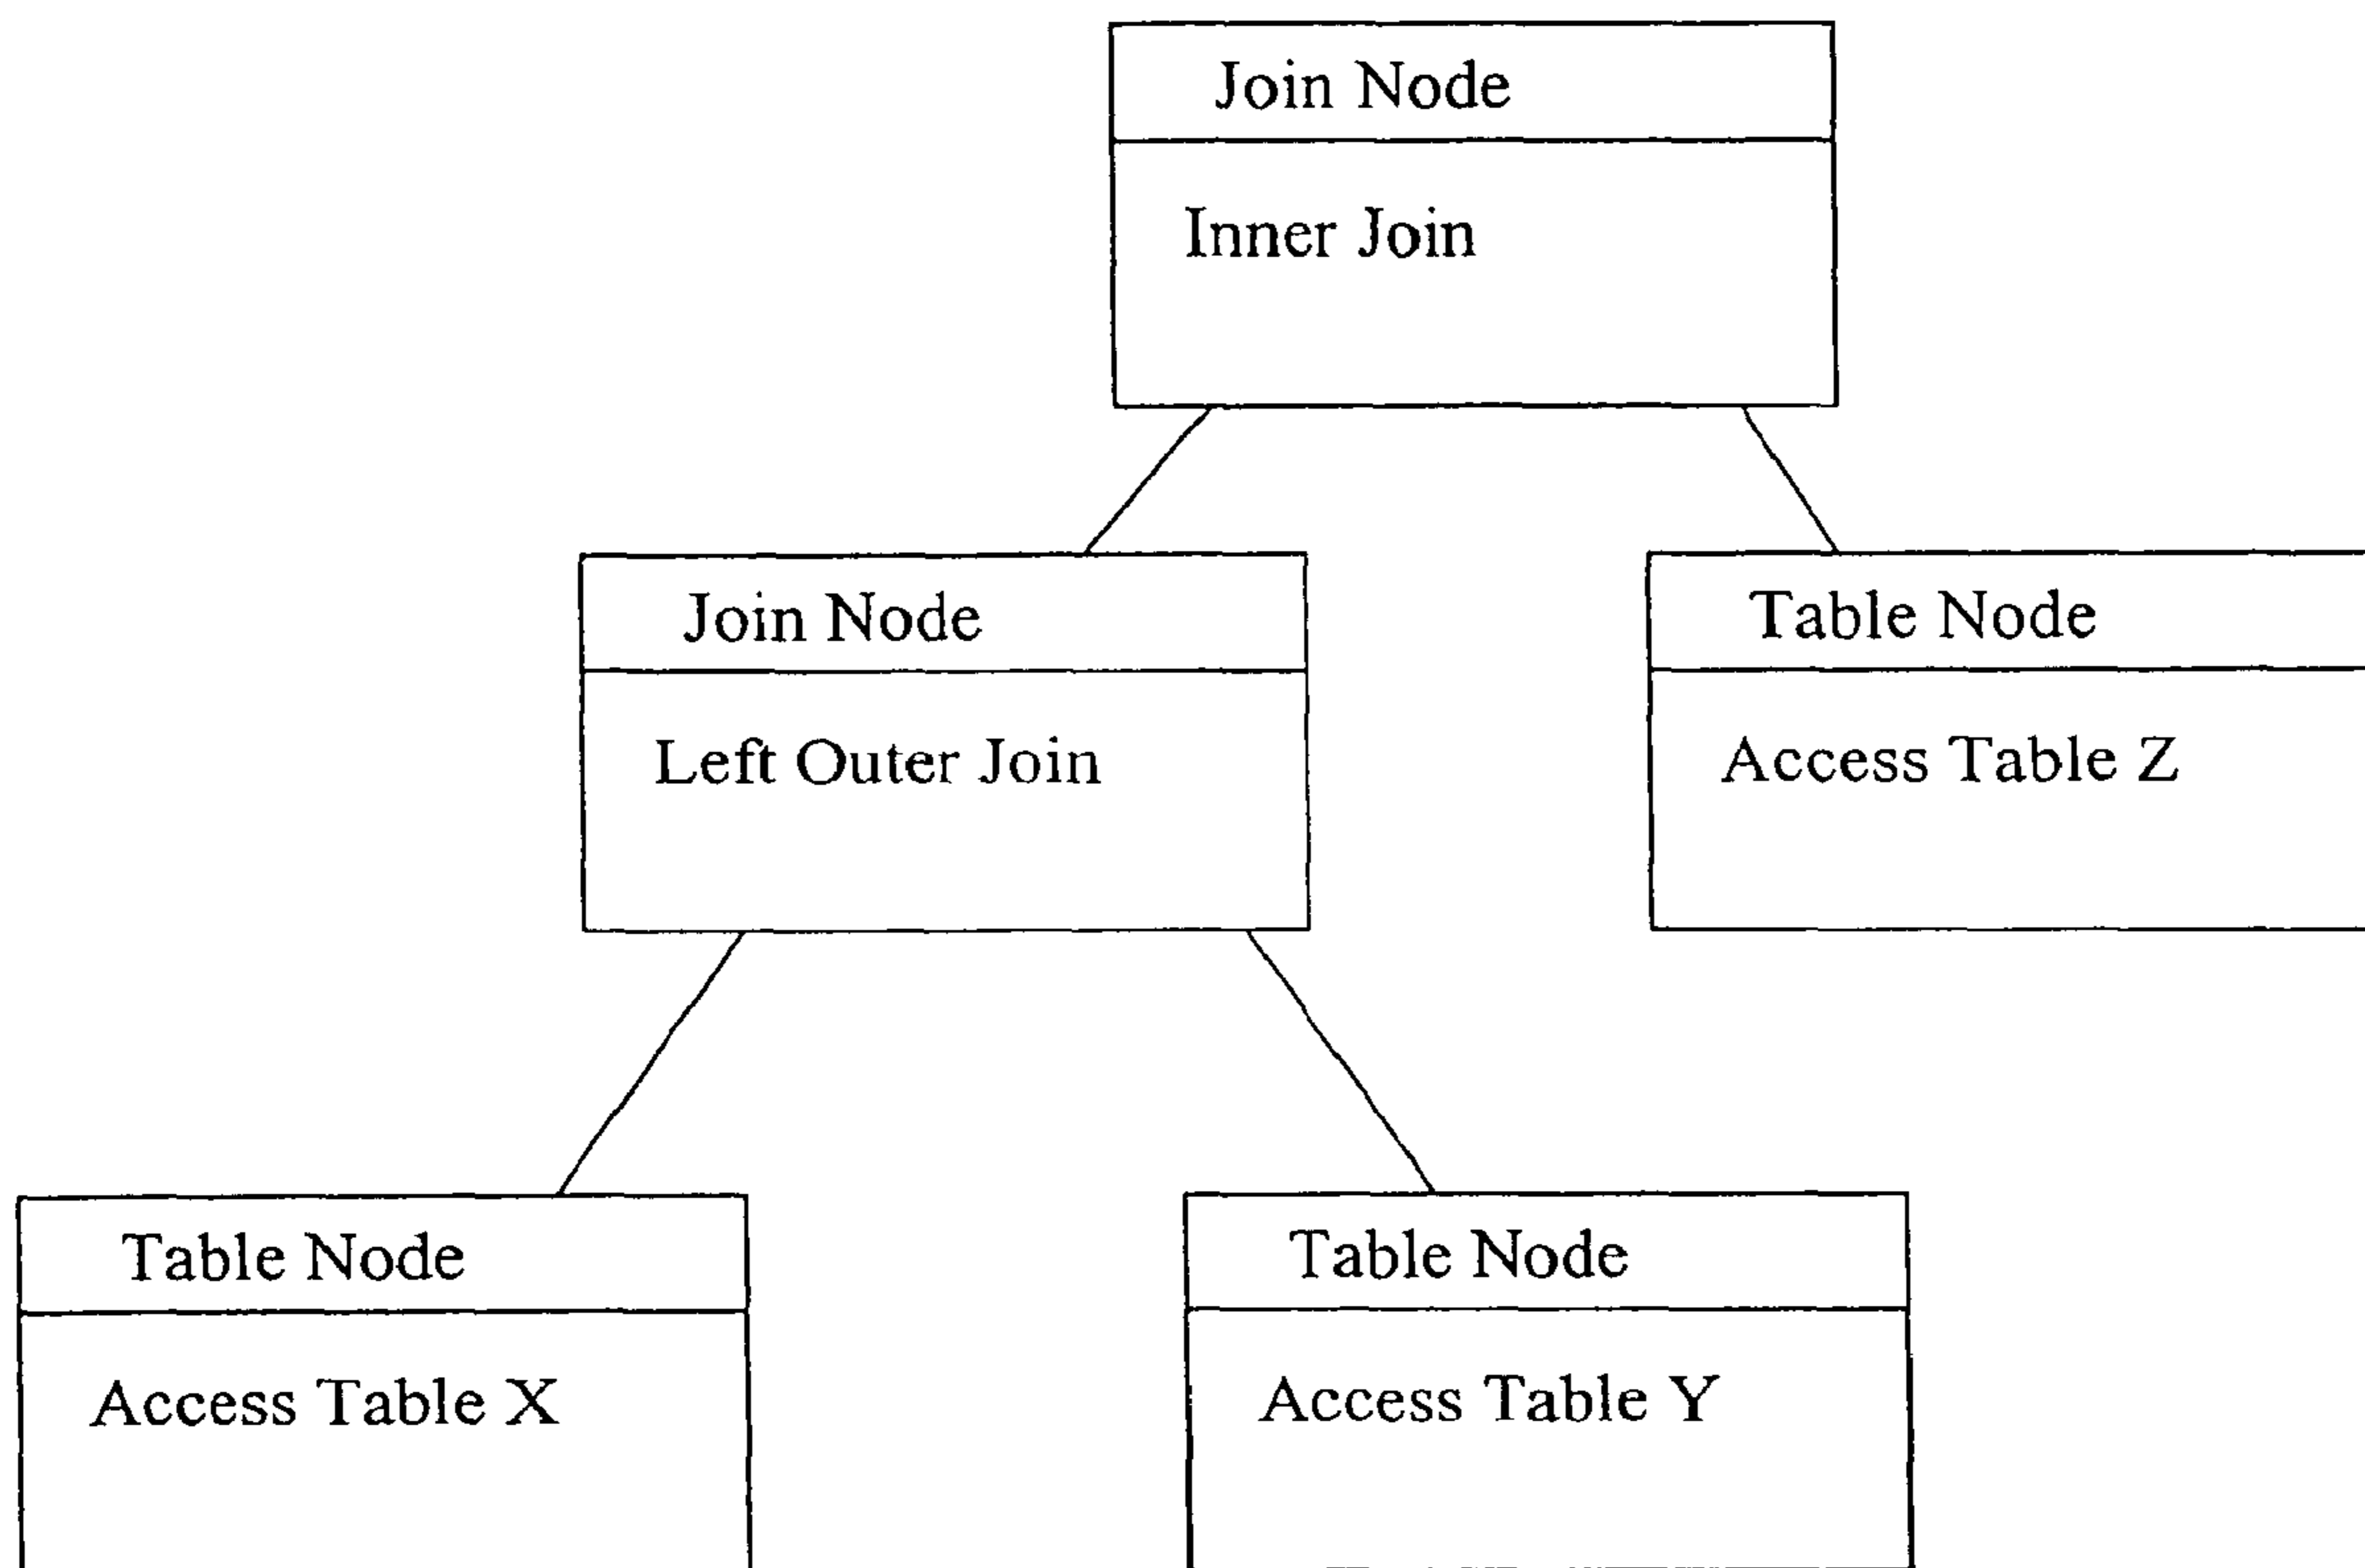 Join Node
Inner Join
Join Node
Left Outer Join
Table Node
Access Table Z
Table Node
Access Table X
Table Node
Access Table Y